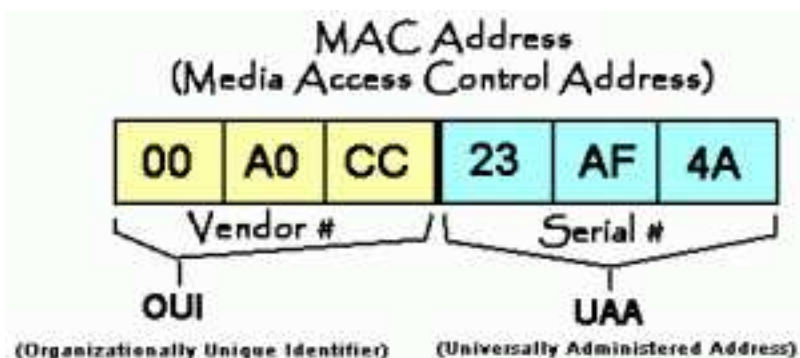 MAC Address
(Media Access Control Address)
00 A0 CC 23 AF 4A
Vendor # Serial #
OUI UAA
(Organizationally Unique Identifier) (Universally Administered Address)